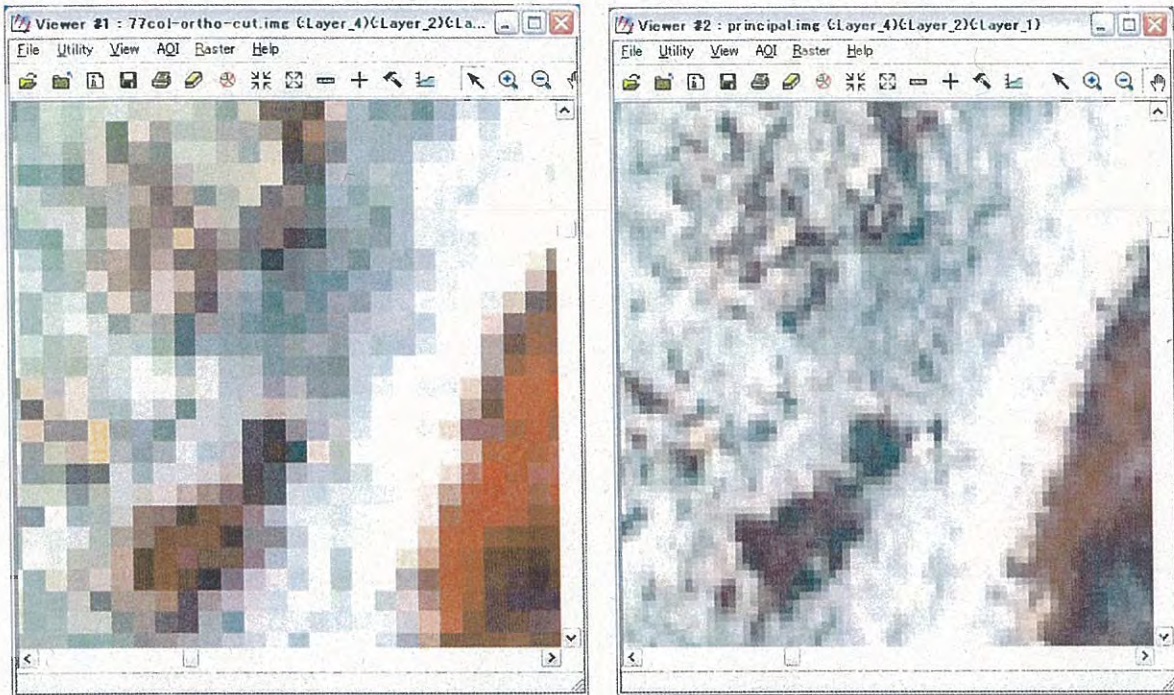 Viewer #1 : 77col-ortho-cut.img (:Layer_4)(:Layer_2)(:La...
File Utility View AOI Raster Help
Viewer #2 : principal.img (:Layer_4)(:Layer_2)(:Layer_1)
File Utility View AOI Raster Help